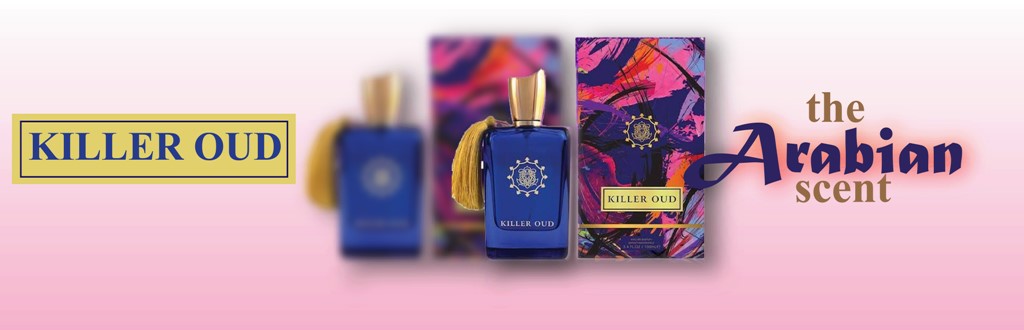 KILLER OUD
KILLER OUD
KILLER OUD
the
Arabian
scent